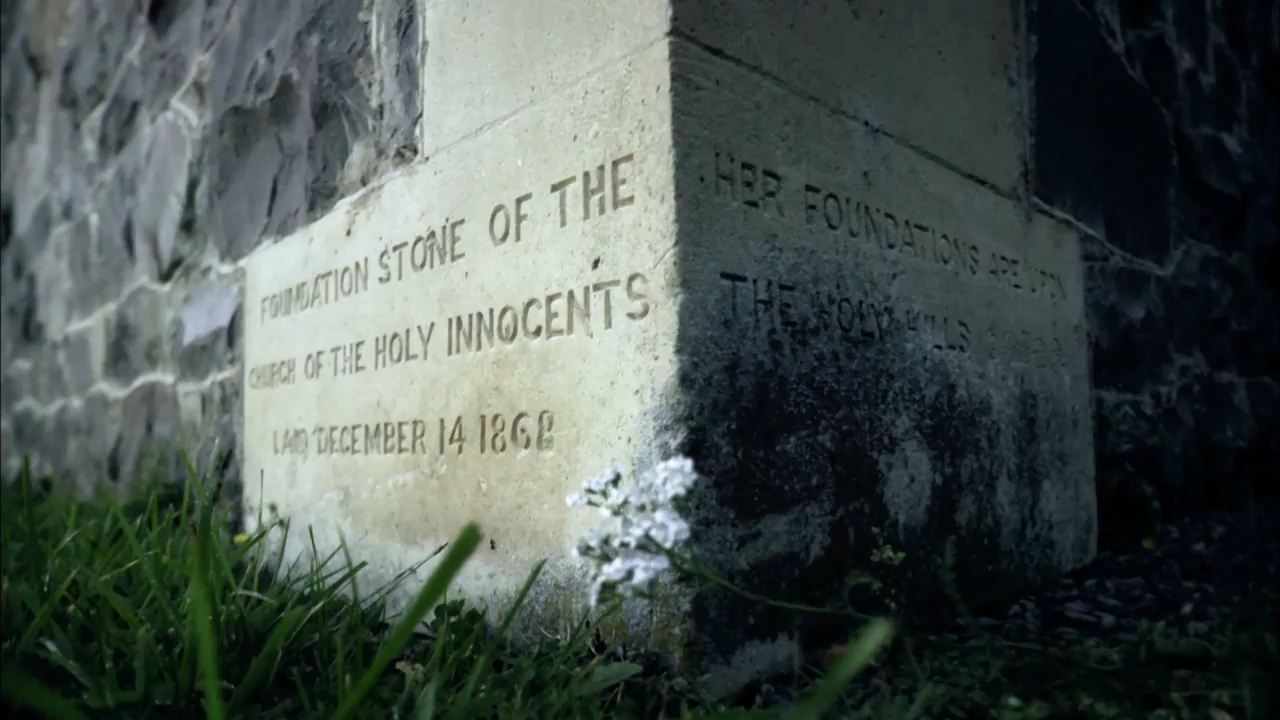 FOUNDATION STONE OF THE
CHURCH OF THE HOLY INNOCENTS
LAID DECEMBER 14 1868
HER FOUNDATIONS ARE UPON
THE HOLY HILLS